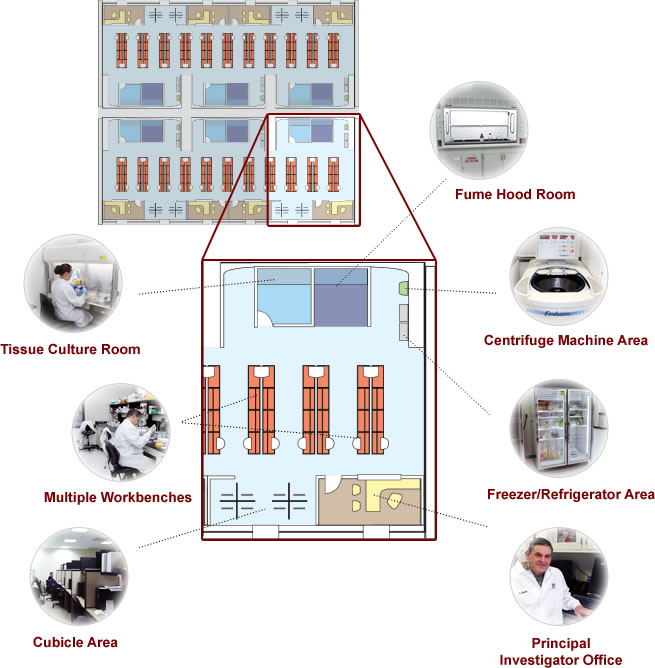 Fume Hood Room
Tissue Culture Room
Evolution
Centrifuge Machine Area
Multiple Workbenches
Freezer/Refrigerator Area
Cubicle Area
Principal
Investigator Office